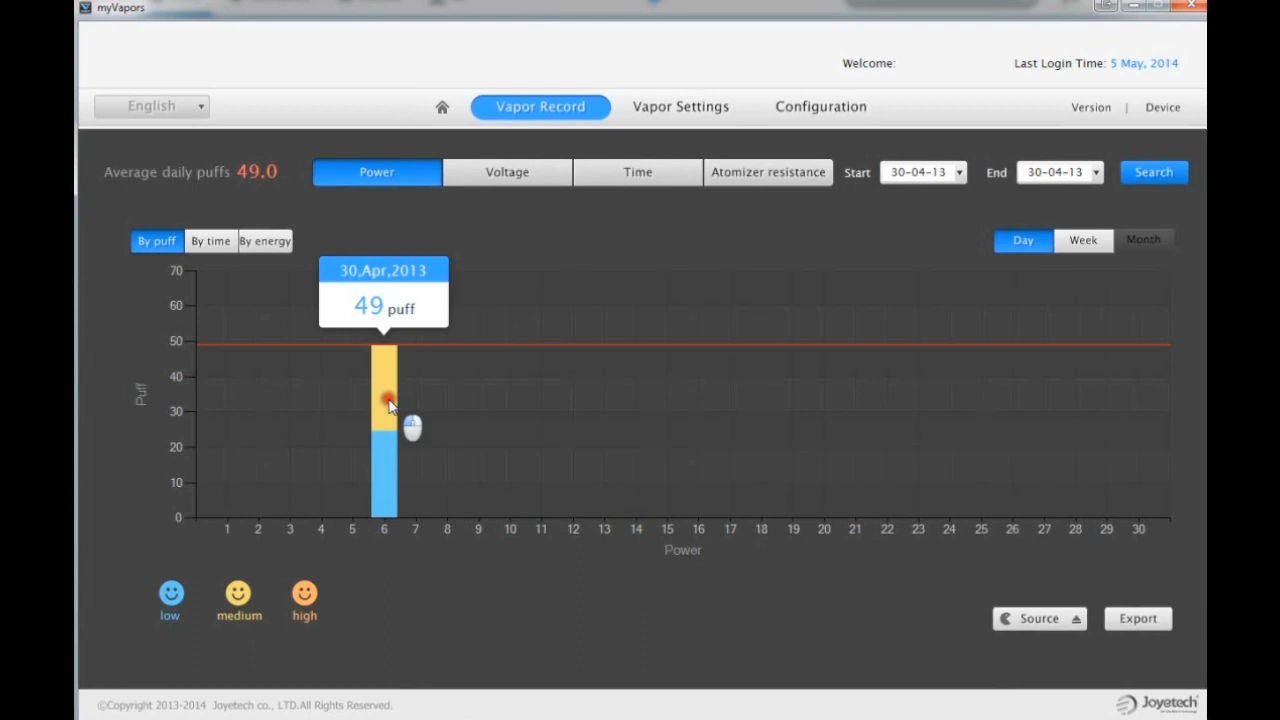 myVapors
Welcome: Last Login Time: 5 May, 2014
English Vapor Record Vapor Settings Configuration Version | Device
Average daily puffs 49.0 Power Voltage Time Atomizer resistance Start 30-04-13 End 30-04-13 Search
By puff By time By energy Day Week Month
30,Apr,2013
49 puff
70
60
50
40
30
20
10
0
Puff
1 2 3 4 5 6 7 8 9 10 11 12 13 14 15 16 17 18 19 20 21 22 23 24 25 26 27 28 29 30
Power
low medium high
Source Export
©Copyright 2013-2014 Joyetech co., LTD.All Rights Reserved.
Joyetech